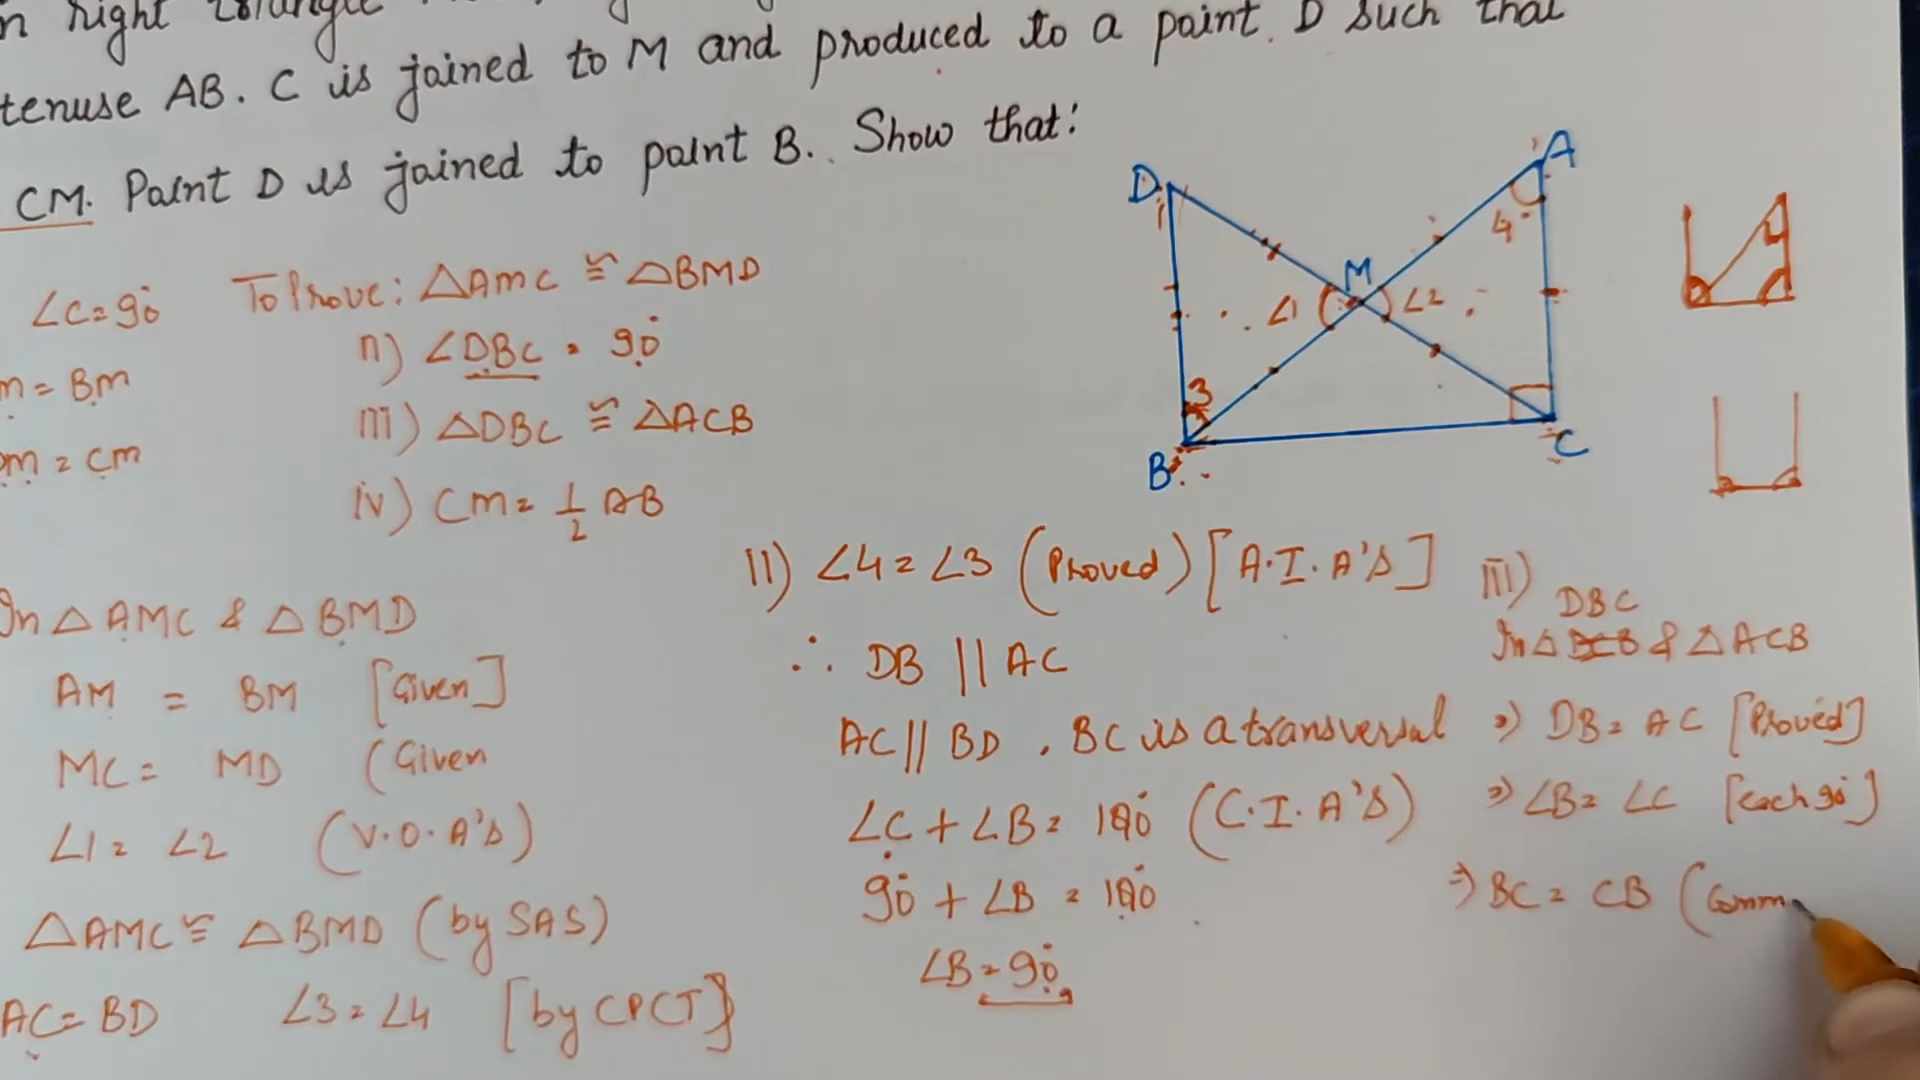 n right triangle
tenuse AB. C is joined to M and produced to a point D such that
CM. Point D is joined to point B. Show that:
∠C = 90° To Prove: △AMC ≅ △BMD
II) ∠DBC = 90°
m = BM
III) △DBC ≅ △ACB
m = CM
iv) CM = 1/2 AB
D
A
M
∠1
∠2
3
4
B
C
In △AMC & △BMD
AM = BM [Given]
MC = MD (Given
∠1 = ∠2 (V.O.A's)
△AMC ≅ △BMD (by SAS)
AC = BD ∠3 = ∠4 [by CPCT]
II) ∠4 = ∠3 (Proved) [A.I.A's]
∴ DB || AC
AC || BD , BC is a transversal
∠C + ∠B = 180° (C.I.A's)
90° + ∠B = 180°
∠B = 90°
III)
DBC
In △ & △ACB
⇒) DB = AC [Proved]
⇒) ∠B = ∠C [each 90°]
⇒) BC = CB (Comm